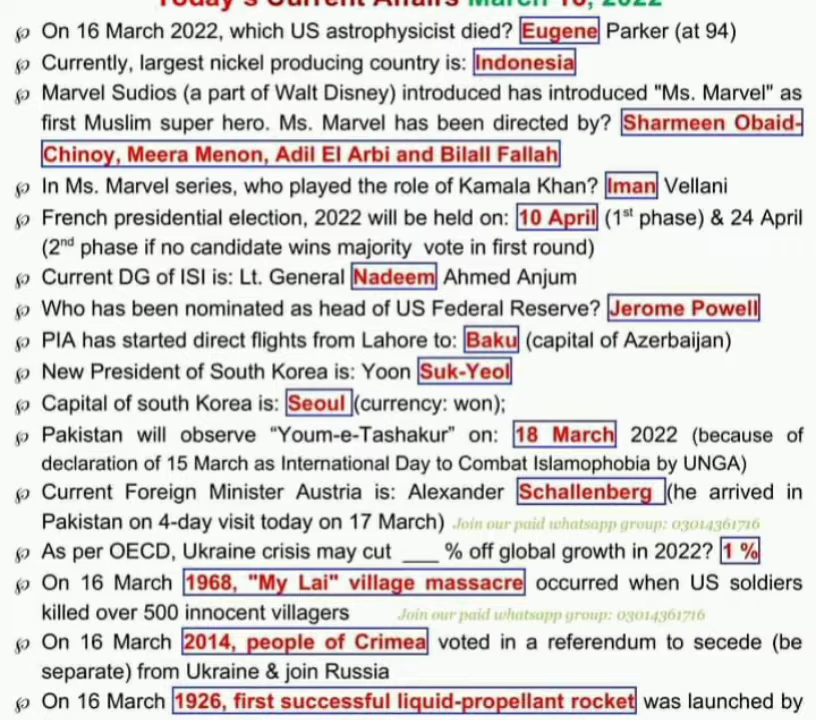 Today's Current Affairs March 16, 2022
℘ On 16 March 2022, which US astrophysicist died? Eugene Parker (at 94)
℘ Currently, largest nickel producing country is: Indonesia
℘ Marvel Sudios (a part of Walt Disney) introduced has introduced "Ms. Marvel" as
first Muslim super hero. Ms. Marvel has been directed by? Sharmeen Obaid-
Chinoy, Meera Menon, Adil El Arbi and Bilall Fallah
℘ In Ms. Marvel series, who played the role of Kamala Khan? Iman Vellani
℘ French presidential election, 2022 will be held on: 10 April (1st phase) & 24 April
(2nd phase if no candidate wins majority vote in first round)
℘ Current DG of ISI is: Lt. General Nadeem Ahmed Anjum
℘ Who has been nominated as head of US Federal Reserve? Jerome Powell
℘ PIA has started direct flights from Lahore to: Baku (capital of Azerbaijan)
℘ New President of South Korea is: Yoon Suk-Yeol
℘ Capital of south Korea is: Seoul (currency: won);
℘ Pakistan will observe “Youm-e-Tashakur” on: 18 March 2022 (because of
declaration of 15 March as International Day to Combat Islamophobia by UNGA)
℘ Current Foreign Minister Austria is: Alexander Schallenberg (he arrived in
Pakistan on 4-day visit today on 17 March) Join our paid whatsapp group: 03014361716
℘ As per OECD, Ukraine crisis may cut ___ % off global growth in 2022? 1 %
℘ On 16 March 1968, "My Lai" village massacre occurred when US soldiers
killed over 500 innocent villagers Join our paid whatsapp group: 03014361716
℘ On 16 March 2014, people of Crimea voted in a referendum to secede (be
separate) from Ukraine & join Russia
℘ On 16 March 1926, first successful liquid-propellant rocket was launched by